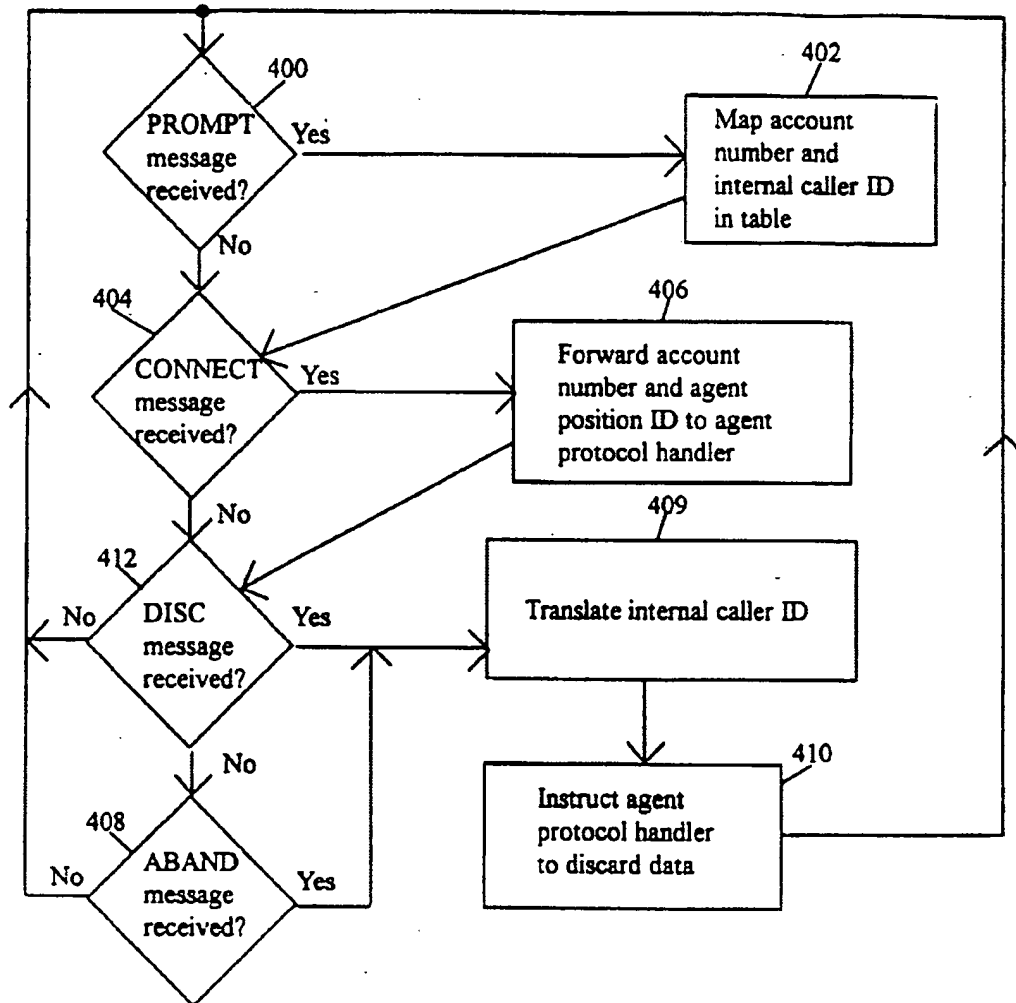 400
PROMPT
message
received?
Yes
No
402
Map account
number and
internal caller ID
in table
404
CONNECT
message
received?
Yes
No
406
Forward account
number and agent
position ID to agent
protocol handler
412
DISC
message
received?
No
Yes
No
409
Translate internal caller ID
408
ABAND
message
received?
No
Yes
410
Instruct agent
protocol handler
to discard data